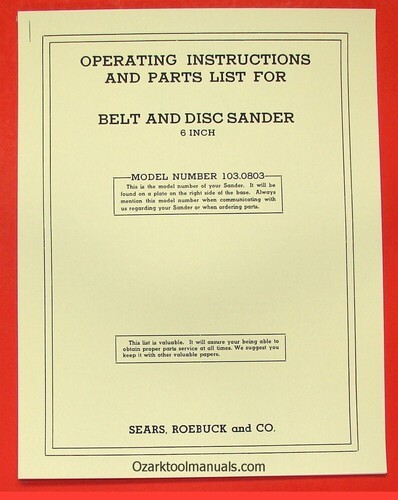 OPERATING INSTRUCTIONS
AND PARTS LIST FOR
BELT AND DISC SANDER
6 INCH
MODEL NUMBER 103.0803
This is the model number of your Sander. It will be
found on a plate on the right side of the base. Always
mention this model number when communicating with
us regarding your Sander or when ordering parts.
This list is valuable. It will assure your being able to
obtain proper parts service at all times. We suggest you
keep it with other valuable papers.
SEARS, ROEBUCK and CO.
Ozarktoolmanuals.com